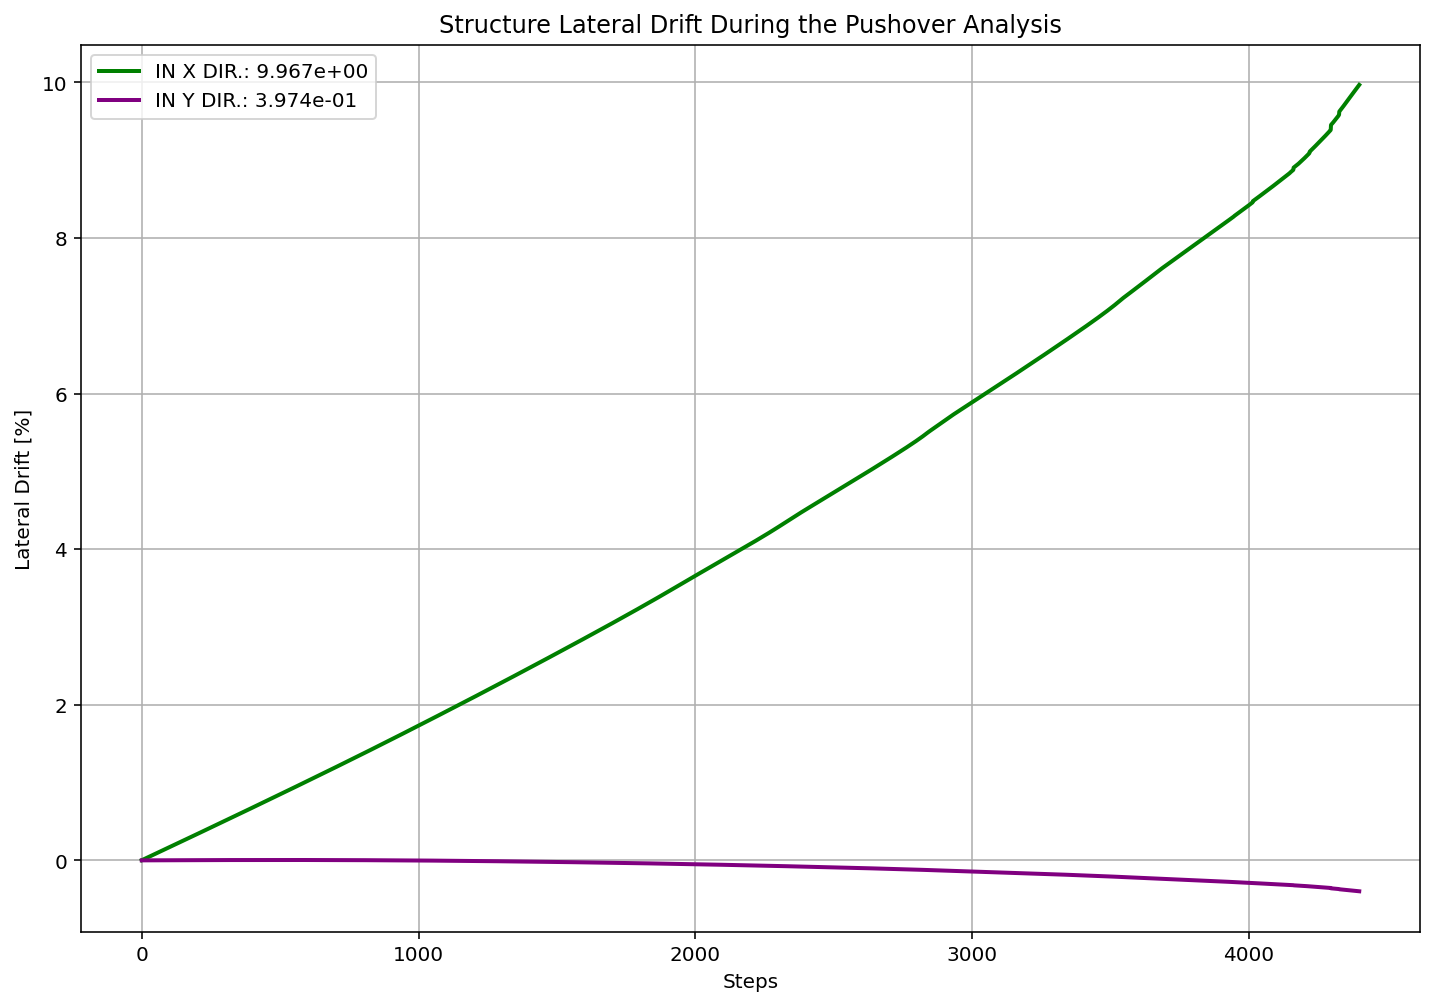 Structure Lateral Drift During the Pushover Analysis
IN X DIR.: 9.967e+00
IN Y DIR.: 3.974e-01
Lateral Drift [%]
10
8
6
4
2
0
0 1000 2000 3000 4000
Steps